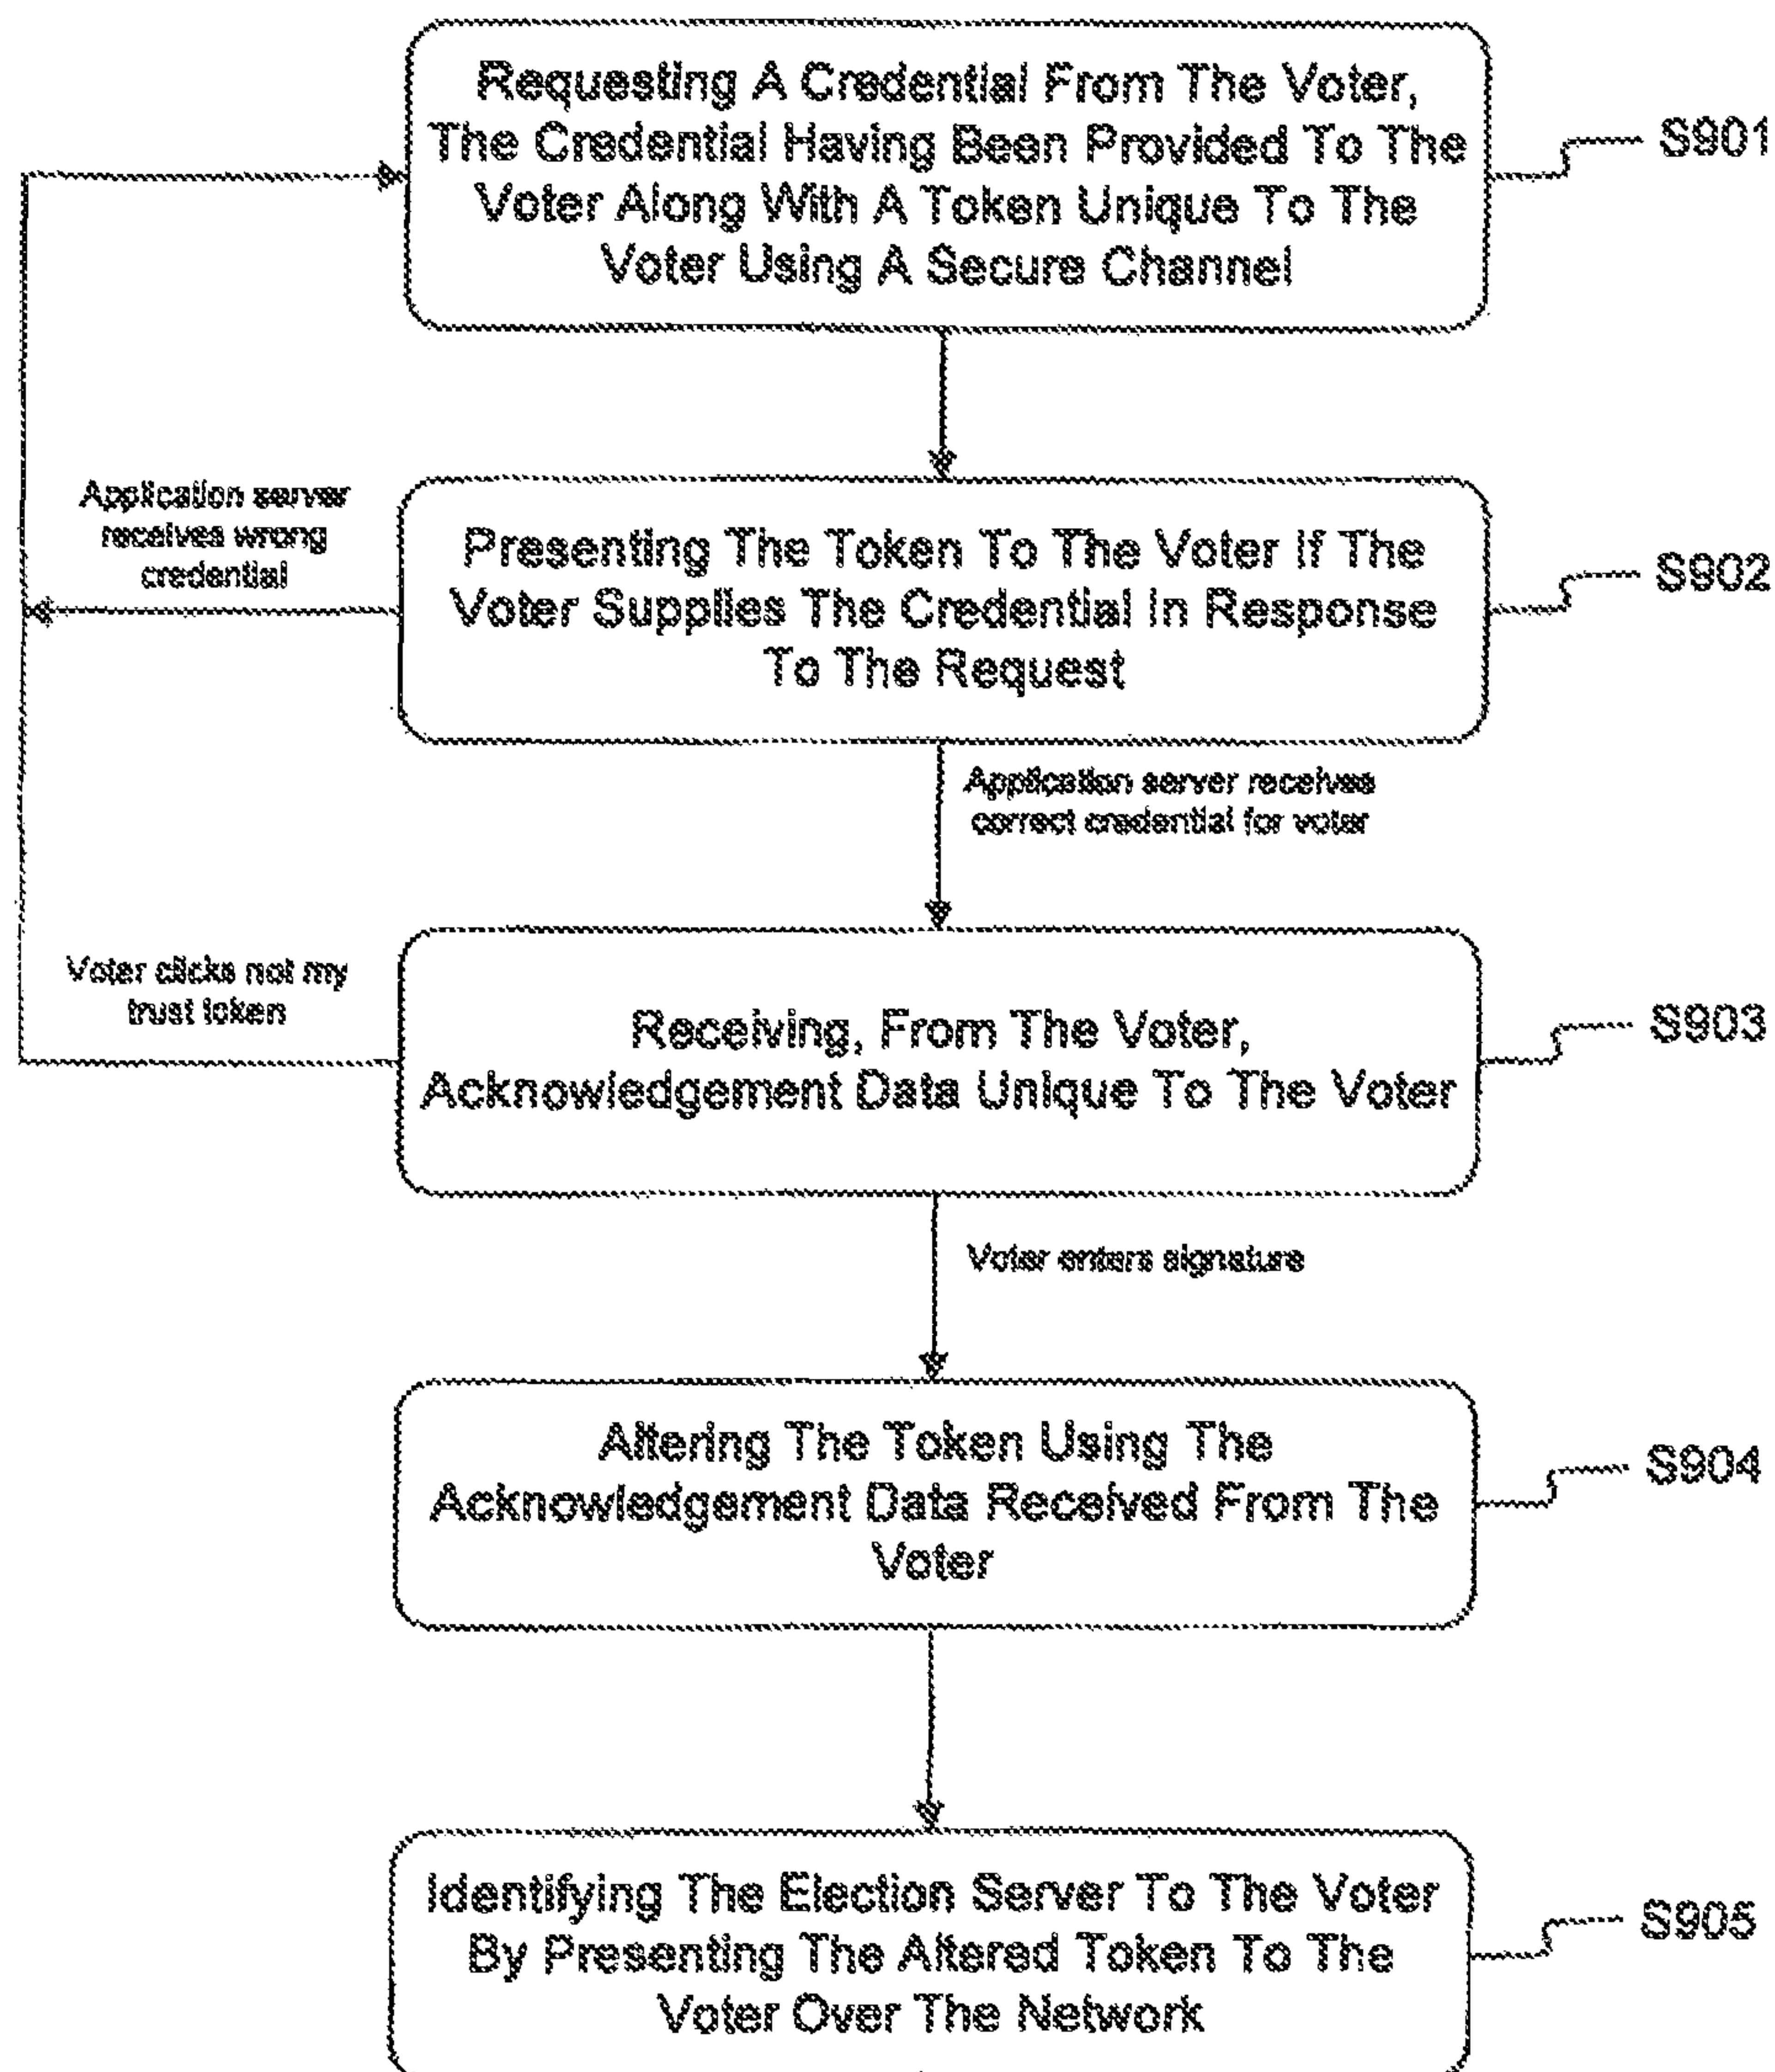 Requesting A Credential From The Voter,
The Credential Having Been Provided To The
Voter Along With A Token Unique To The
Voter Using A Secure Channel
S901
Application server
receives wrong
credential
Presenting The Token To The Voter If The
Voter Supplies The Credential In Response
To The Request
S902
Application server receives
correct credential for voter
Voter clicks not my
trust token
Receiving, From The Voter,
Acknowledgement Data Unique To The Voter
S903
Voter enters signature
Altering The Token Using The
Acknowledgement Data Received From The
Voter
S904
Identifying The Election Server To The Voter
By Presenting The Altered Token To The
Voter Over The Network
S905